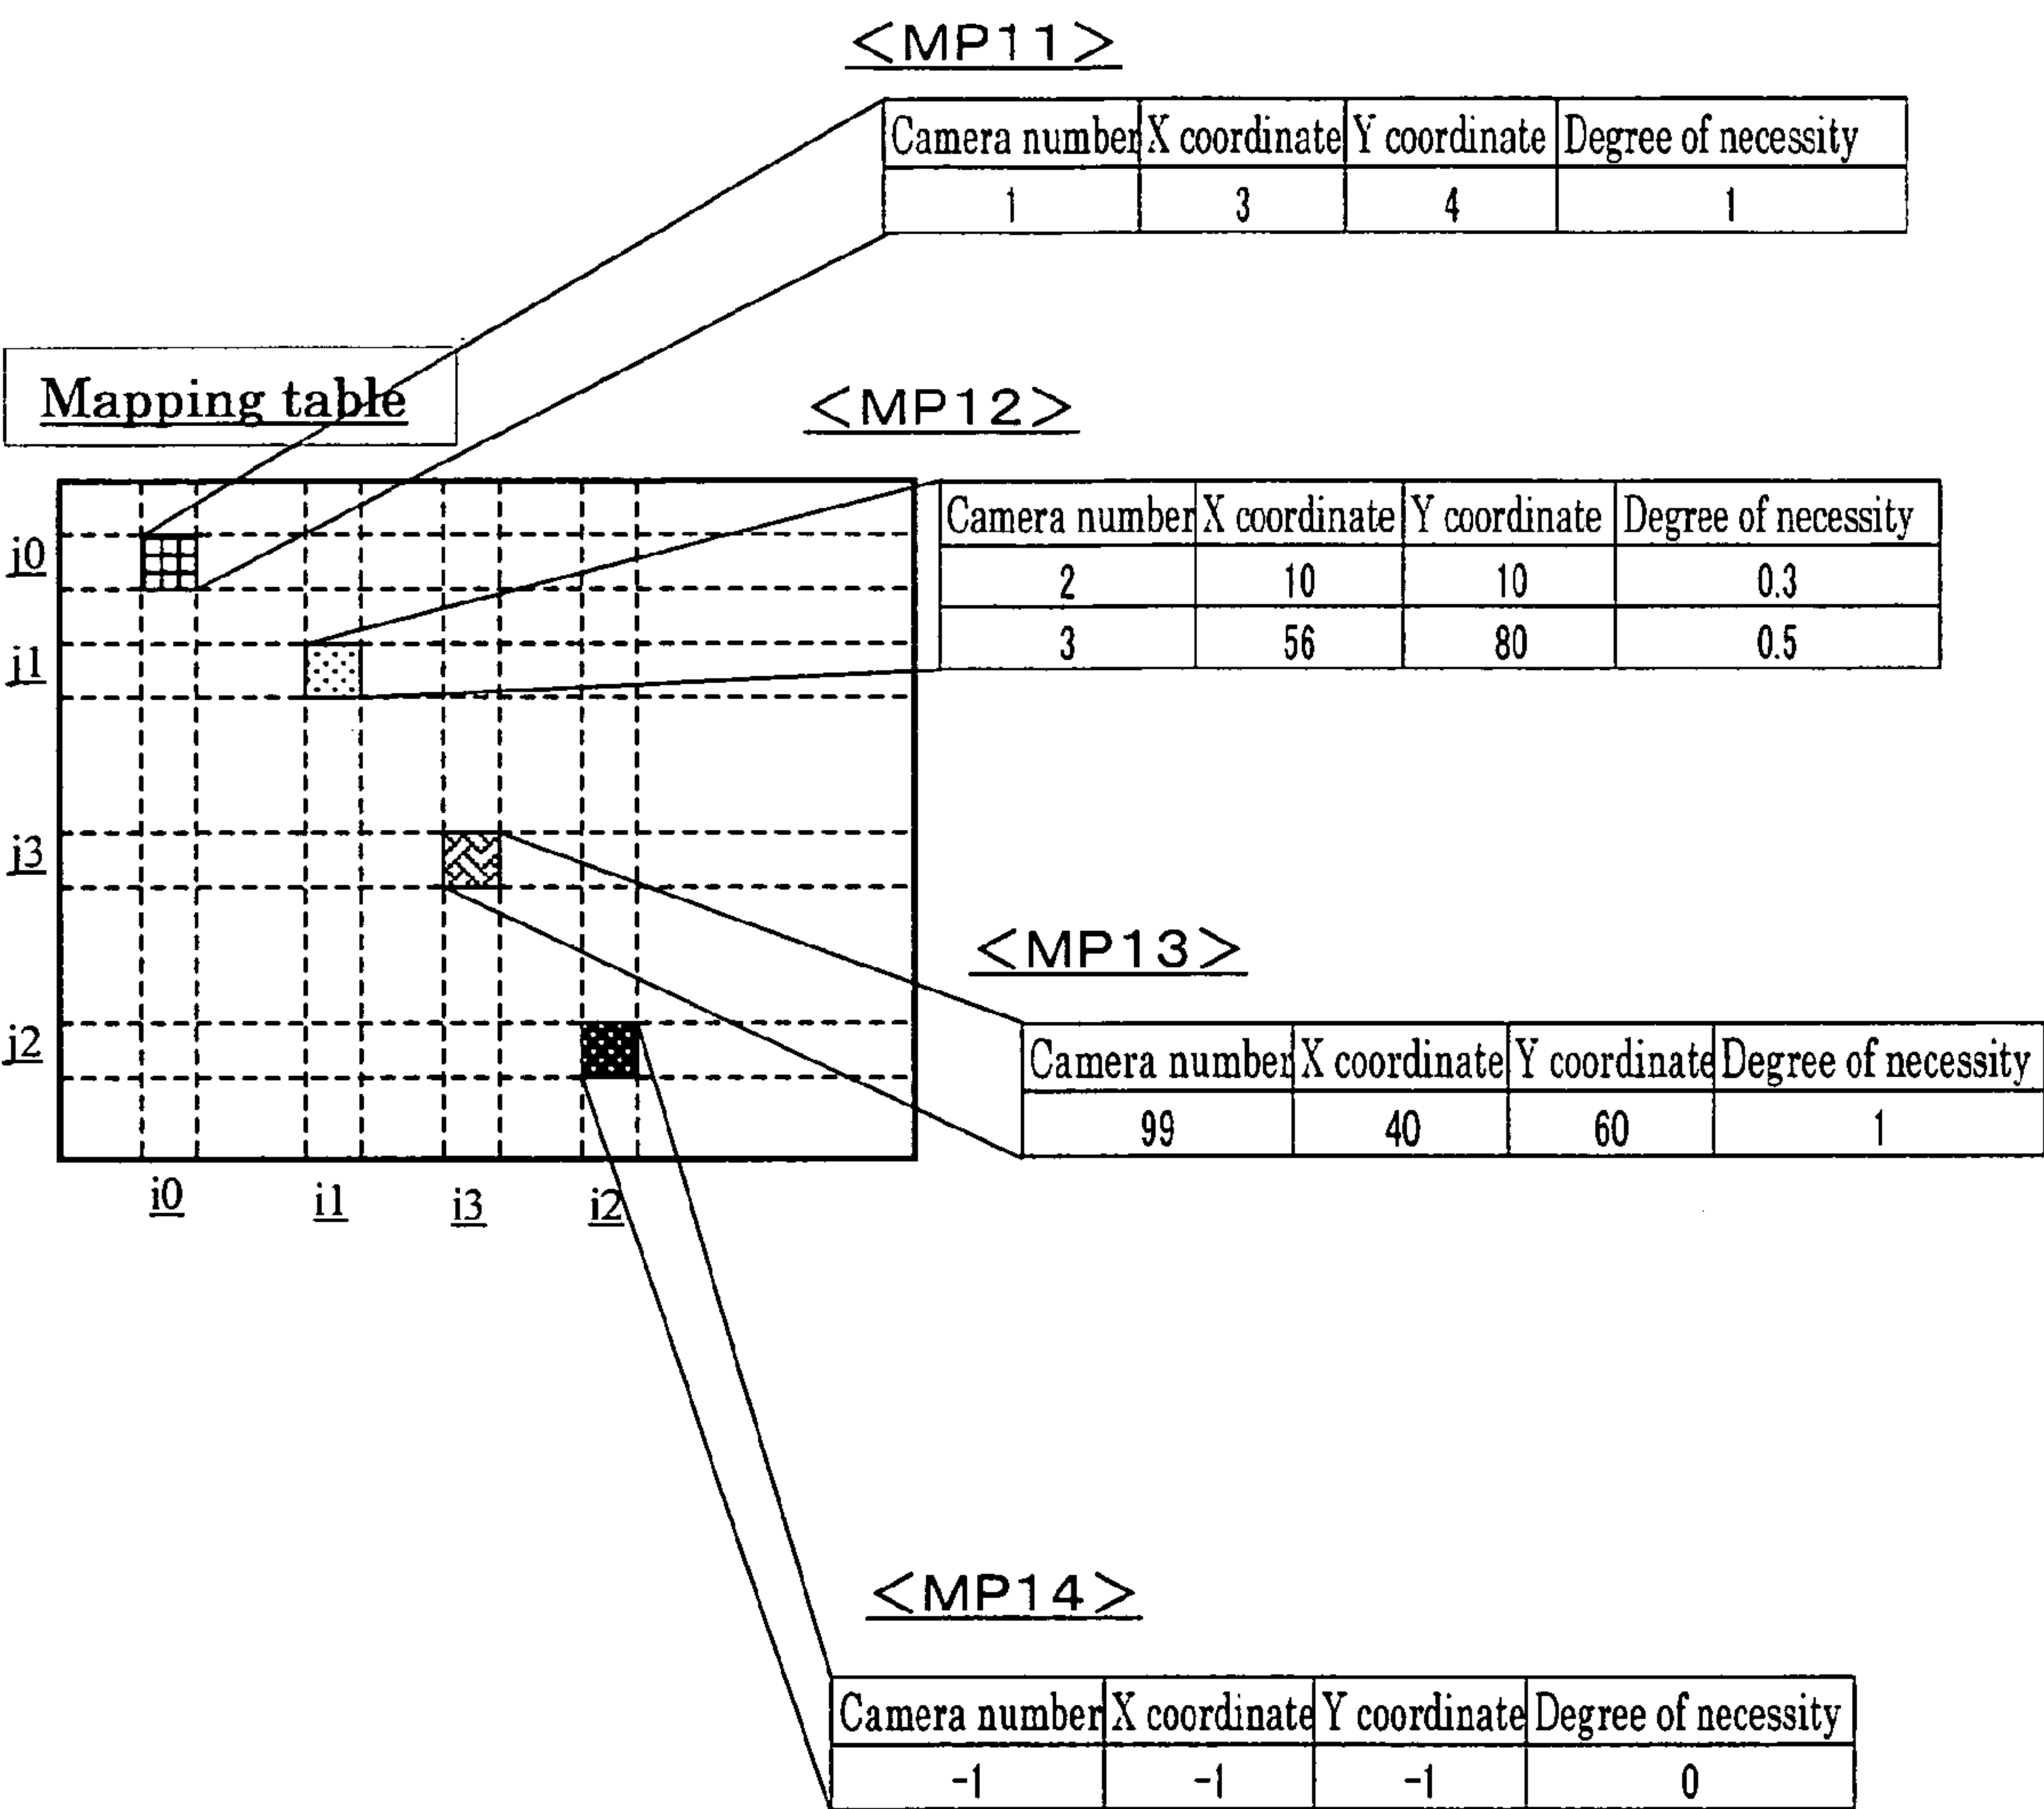 <MP11>
Camera number X coordinate Y coordinate Degree of necessity
1 3 4 1
Mapping table
<MP12>
Camera number X coordinate Y coordinate Degree of necessity
2 10 10 0.3
3 56 80 0.5
j0
j1
j3
j2
<MP13>
Camera number X coordinate Y coordinate Degree of necessity
99 40 60 1
i0 i1 i3 i2
<MP14>
Camera number X coordinate Y coordinate Degree of necessity
-1 -1 -1 0